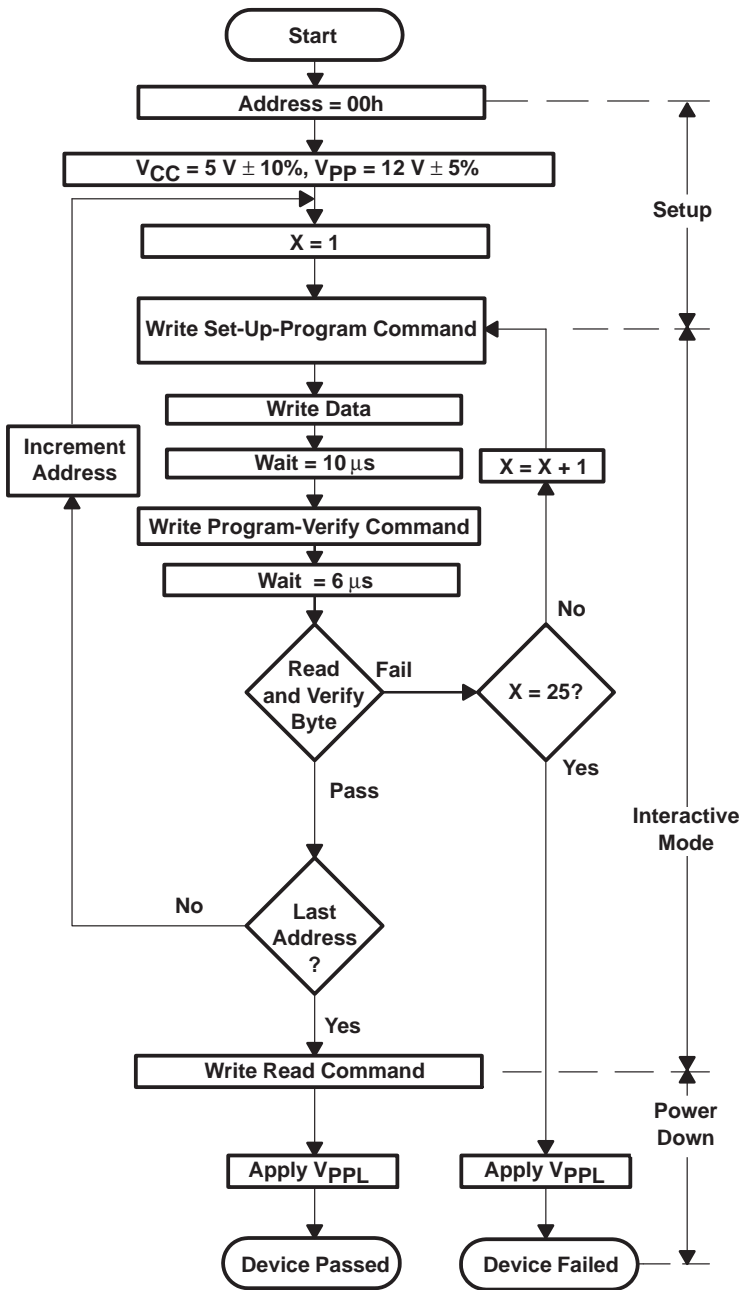 Start
Address = 00h
VCC = 5 V ± 10%, VPP = 12 V ± 5%
Setup
X = 1
Write Set-Up-Program Command
Write Data
Increment
Address
Wait = 10 μs
X = X + 1
Write Program-Verify Command
Wait = 6 μs
No
Read
and Verify
Byte
Fail
X = 25?
Yes
Pass
Interactive
Mode
No
Last
Address
?
Yes
Write Read Command
Power
Down
Apply VPPL
Apply VPPL
Device Passed
Device Failed